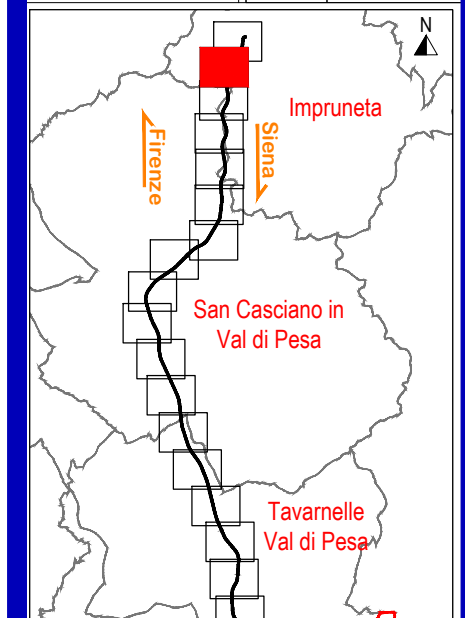 N
Impruneta
Firenze
Siena
San Casciano in
Val di Pesa
Tavarnelle
Val di Pesa